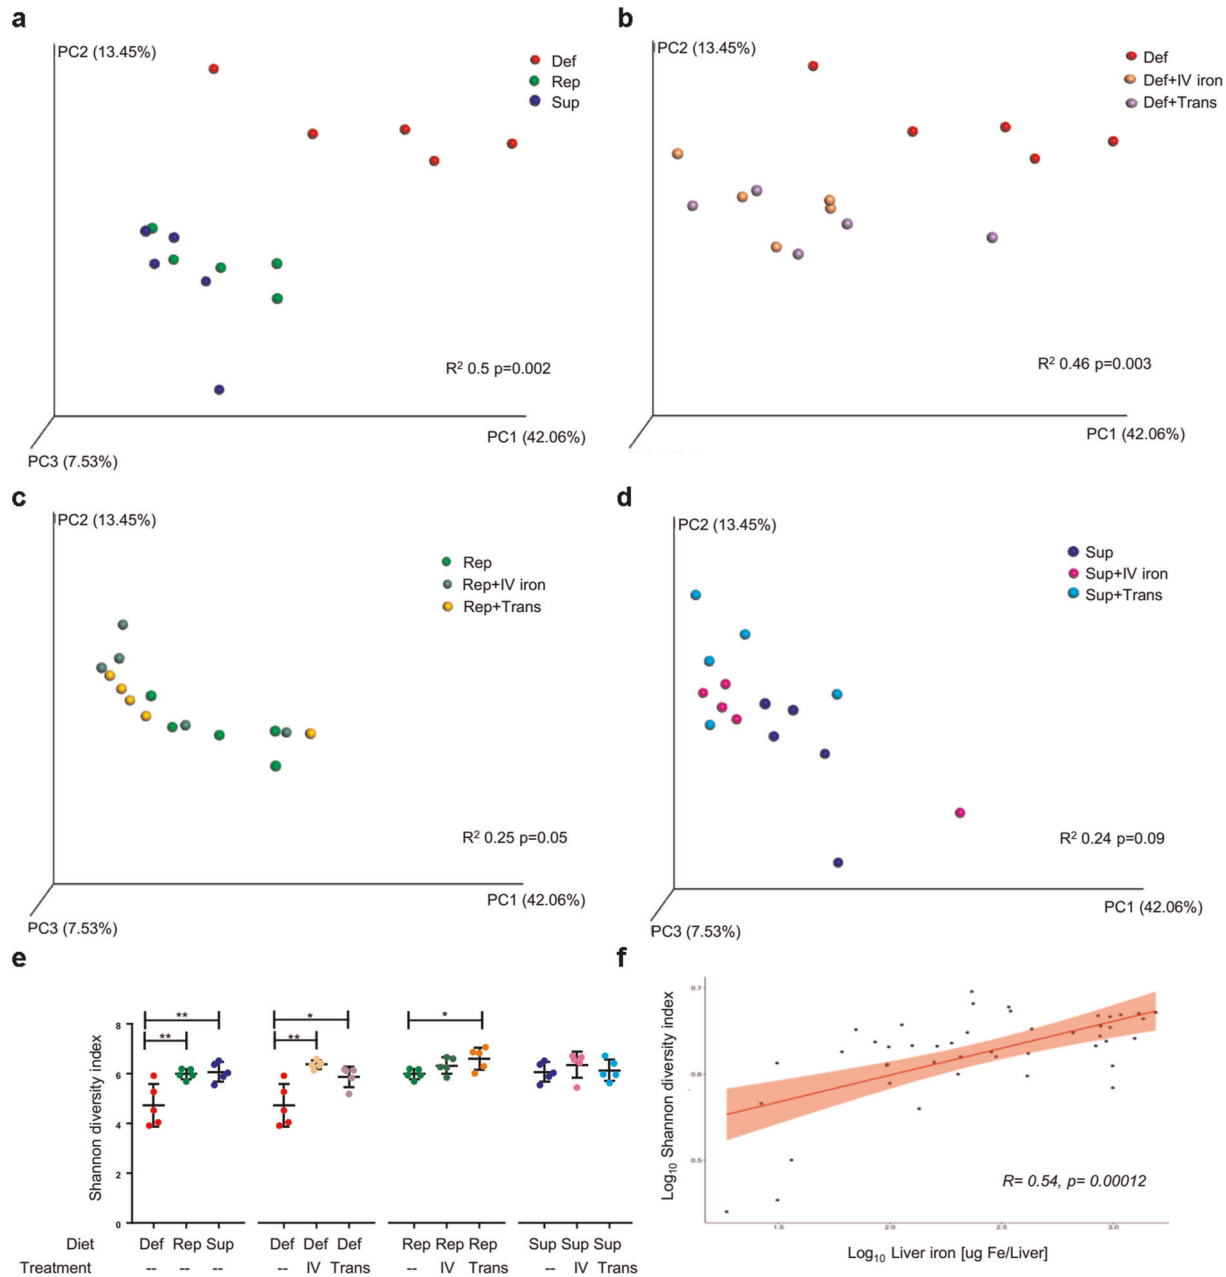 a
PC2 (13.45%)
Def
Rep
Sup
R² 0.5 p=0.002
PC1 (42.06%)
PC3 (7.53%)
b
PC2 (13.45%)
Def
Def+IV iron
Def+Trans
R² 0.46 p=0.003
PC1 (42.06%)
c
PC2 (13.45%)
Rep
Rep+IV iron
Rep+Trans
R² 0.25 p=0.05
PC1 (42.06%)
PC3 (7.53%)
d
PC2 (13.45%)
Sup
Sup+IV iron
Sup+Trans
R² 0.24 p=0.09
PC1 (42.06%)
PC3 (7.53%)
e
Shannon diversity index
8
6
4
2
0
** ** * ** *
Diet Def Rep Sup Def Def Def Rep Rep Rep Sup Sup Sup
Treatment -- -- -- -- IV Trans -- IV Trans -- IV Trans
f
Log₁₀ Shannon diversity index
0.7
0.6
0.5
R= 0.54, p= 0.00012
1.5 2.0 2.5 3.0
Log₁₀ Liver iron [ug Fe/Liver]